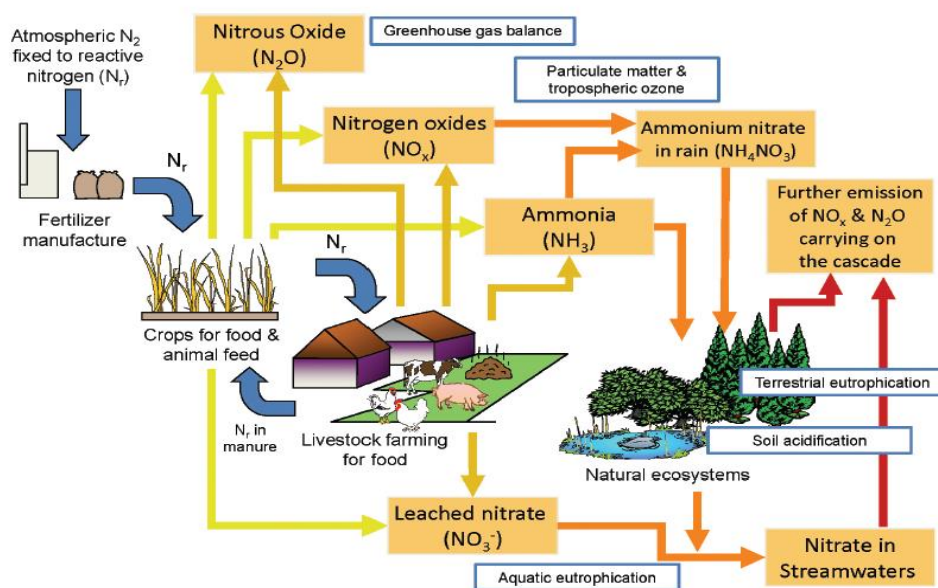 Atmospheric N₂
fixed to reactive
nitrogen (Nᵣ)
Nitrous Oxide
(N₂O)
Greenhouse gas balance
Particulate matter &
tropospheric ozone
Nitrogen oxides
(NOₓ)
Ammonium nitrate
in rain (NH₄NO₃)
Nᵣ
Fertilizer
manufacture
Further emission
of NOₓ & N₂O
carrying on
the cascade
Ammonia
(NH₃)
Nᵣ
Crops for food &
animal feed
Nᵣ in
manure
Livestock farming
for food
Terrestrial eutrophication
Soil acidification
Natural ecosystems
Leached nitrate
(NO₃⁻)
Nitrate in
Streamwaters
Aquatic eutrophication